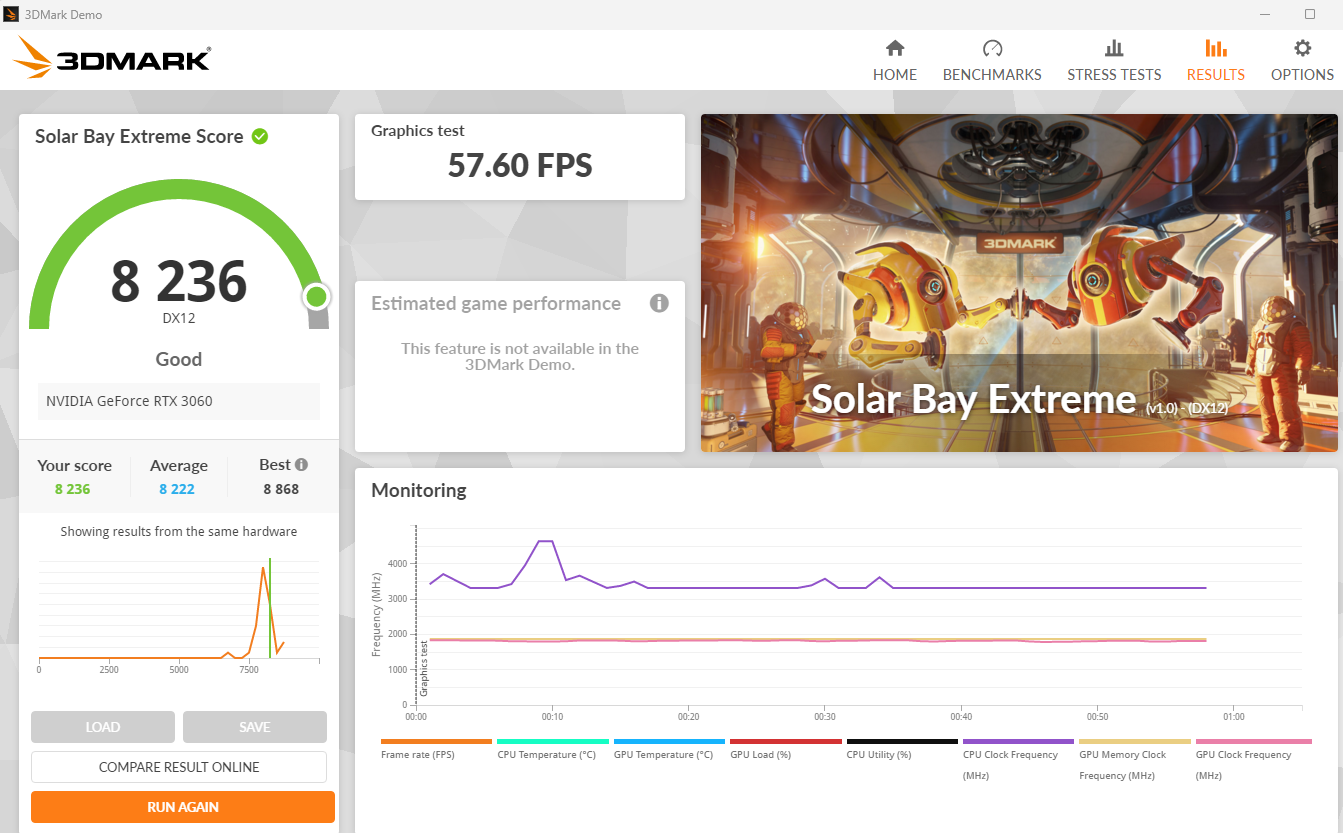 3DMark Demo
3DMARK®
HOME
BENCHMARKS
STRESS TESTS
RESULTS
OPTIONS
Solar Bay Extreme Score
8 236
DX12
Good
NVIDIA GeForce RTX 3060
Your score
Average
Best
8 236
8 222
8 868
Showing results from the same hardware
0
2500
5000
7500
LOAD
SAVE
COMPARE RESULT ONLINE
RUN AGAIN
Graphics test
57.60 FPS
Estimated game performance
This feature is not available in the
3DMark Demo.
3DMARK
Solar Bay Extreme (v1.0) - (DX12)
Monitoring
Frequency (MHz)
4000
3000
2000
1000
0
Graphics test
00:00
00:10
00:20
00:30
00:40
00:50
01:00
Frame rate (FPS)
CPU Temperature (°C)
GPU Temperature (°C)
GPU Load (%)
CPU Utility (%)
CPU Clock Frequency
(MHz)
GPU Memory Clock
Frequency (MHz)
GPU Clock Frequency
(MHz)